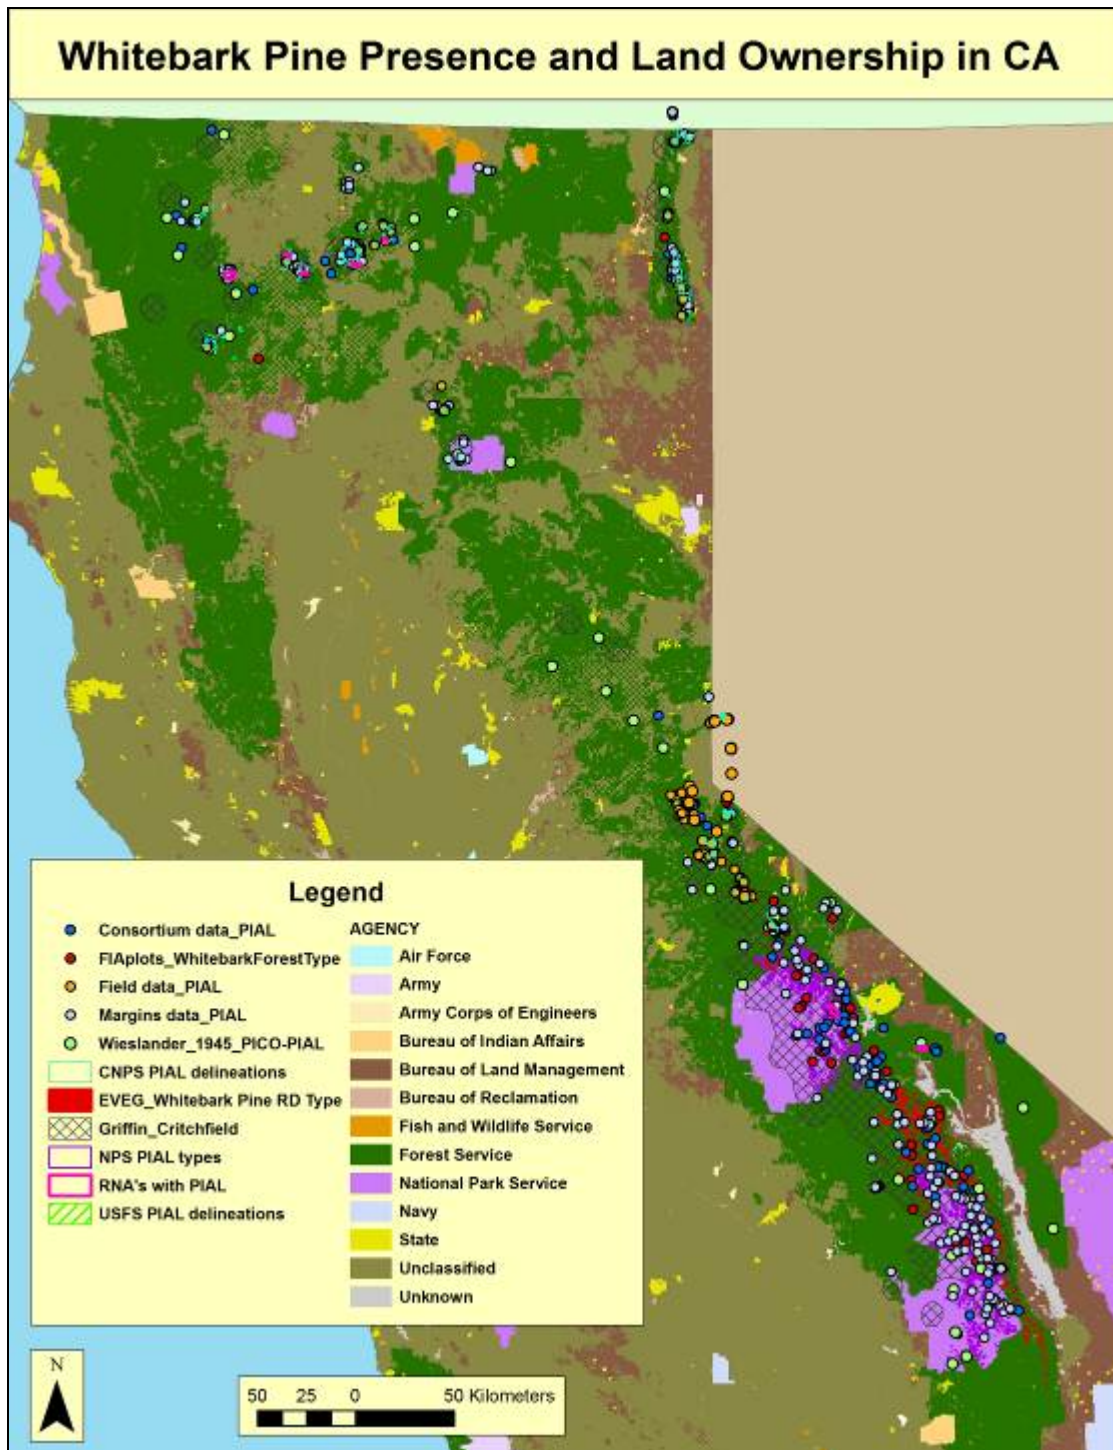 Whitebark Pine Presence and Land Ownership in CA
Legend
Consortium data_PIAL
FIAplots_WhitebarkForestType
Field data_PIAL
Margins data_PIAL
Wieslander_1945_PICO-PIAL
CNPS PIAL delineations
EVEG_Whitebark Pine RD Type
Griffin_Critchfield
NPS PIAL types
RNA's with PIAL
USFS PIAL delineations
AGENCY
Air Force
Army
Army Corps of Engineers
Bureau of Indian Affairs
Bureau of Land Management
Bureau of Reclamation
Fish and Wildlife Service
Forest Service
National Park Service
Navy
State
Unclassified
Unknown
N
50 25 0 50 Kilometers